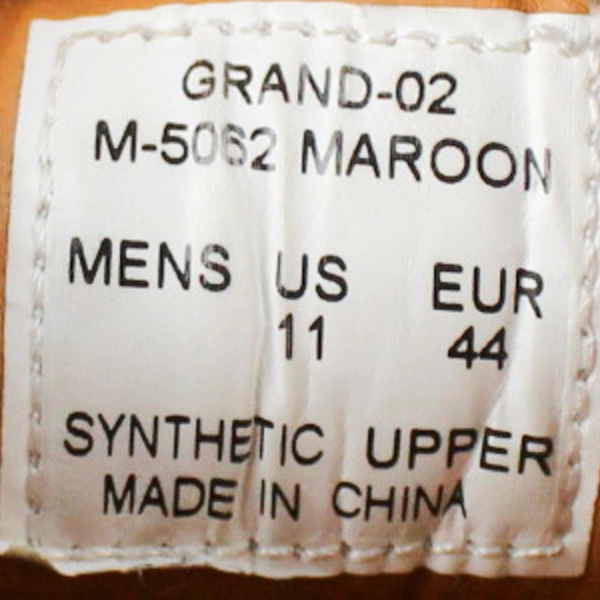 GRAND-02
M-5062 MAROON
MENS US EUR
11 44
SYNTHETIC UPPER
MADE IN CHINA